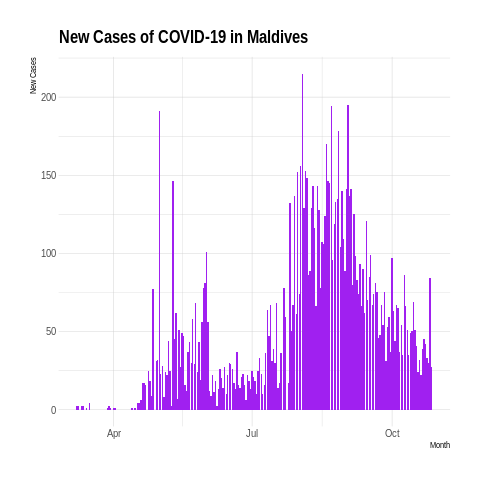 New Cases of COVID-19 in Maldives
New Cases
200
150
100
50
0
Apr
Jul
Oct
Month